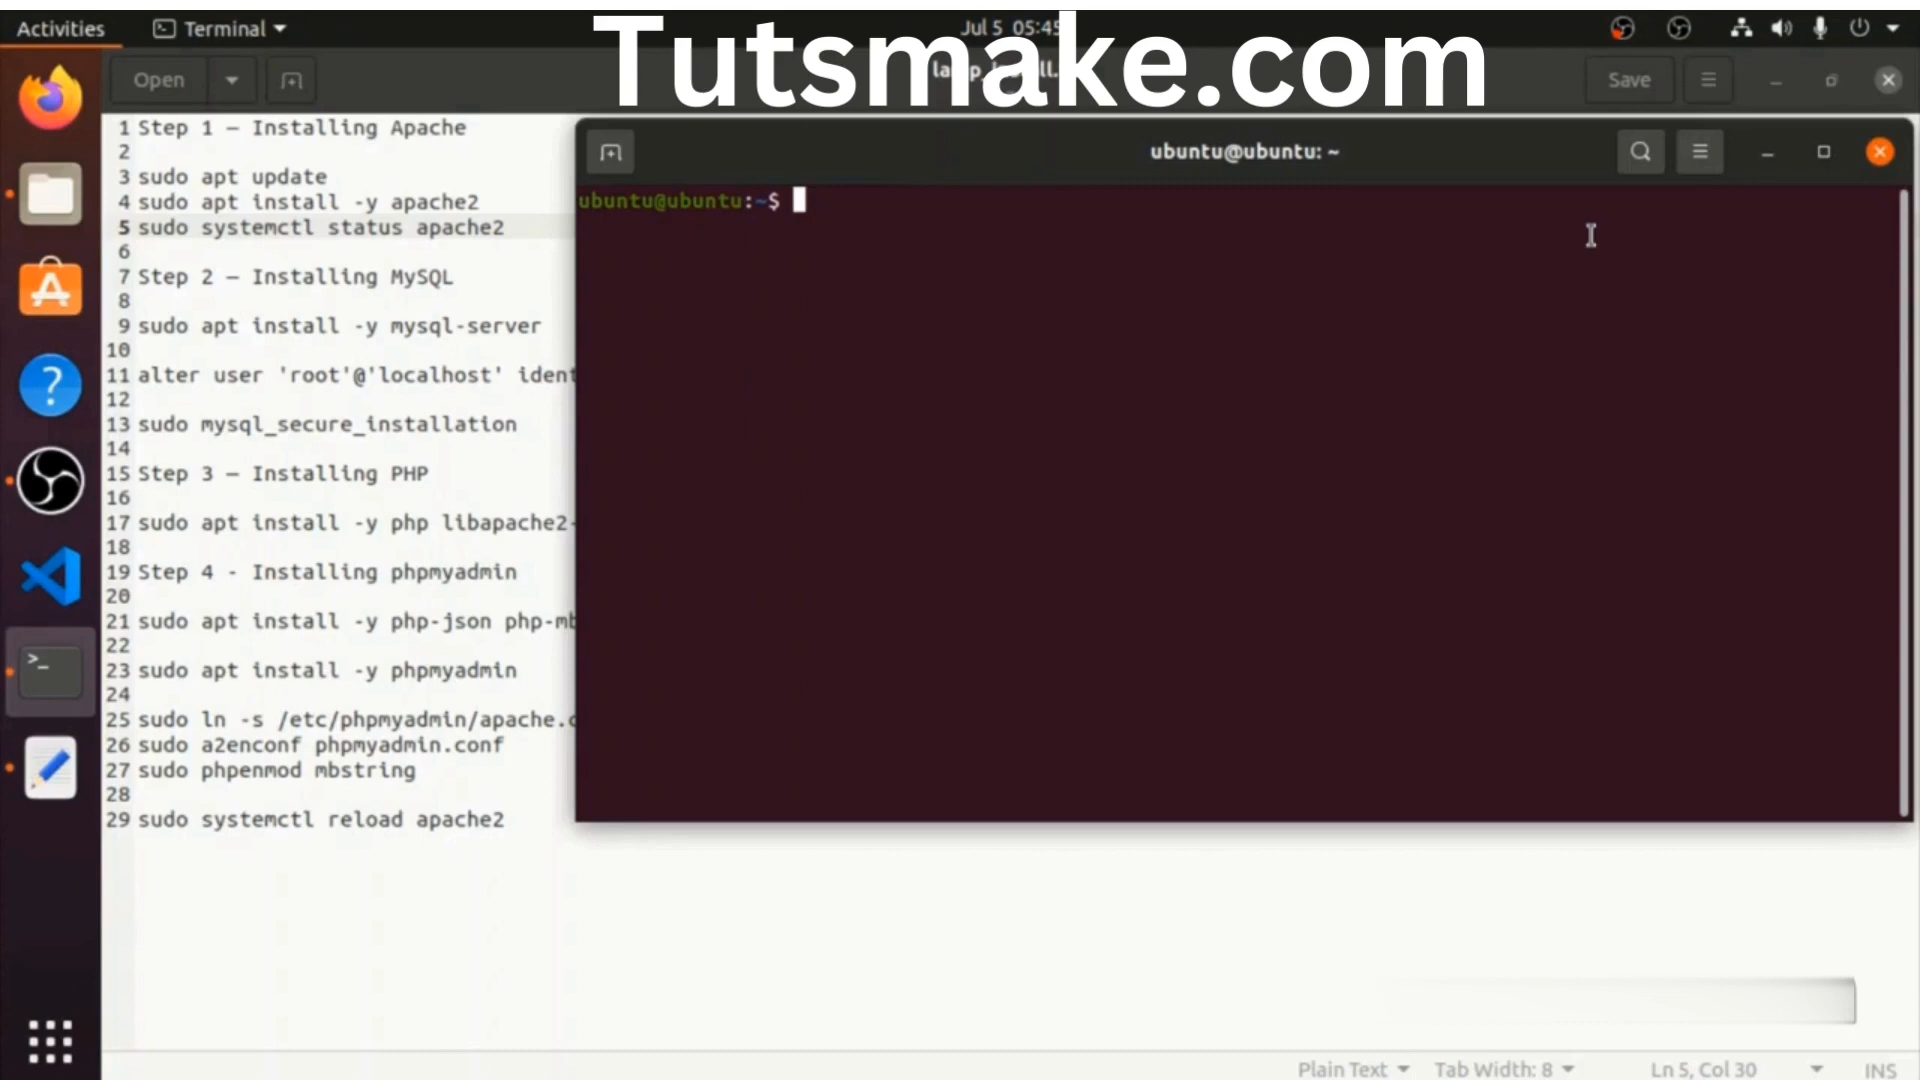 Activities
Terminal
Jul 5 05:45
Tutsmake.com
Open
Save
ubuntu@ubuntu: ~
ubuntu@ubuntu:~$
1 Step 1 – Installing Apache
2
3 sudo apt update
4 sudo apt install -y apache2
5 sudo systemctl status apache2
6
7 Step 2 – Installing MySQL
8
9 sudo apt install -y mysql-server
10
11 alter user 'root'@'localhost' ident
12
13 sudo mysql_secure_installation
14
15 Step 3 – Installing PHP
16
17 sudo apt install -y php libapache2-
18
19 Step 4 - Installing phpmyadmin
20
21 sudo apt install -y php-json php-mb
22
23 sudo apt install -y phpmyadmin
24
25 sudo ln -s /etc/phpmyadmin/apache.c
26 sudo a2enconf phpmyadmin.conf
27 sudo phpenmod mbstring
28
29 sudo systemctl reload apache2
Plain Text
Tab Width: 8
Ln 5, Col 30
INS